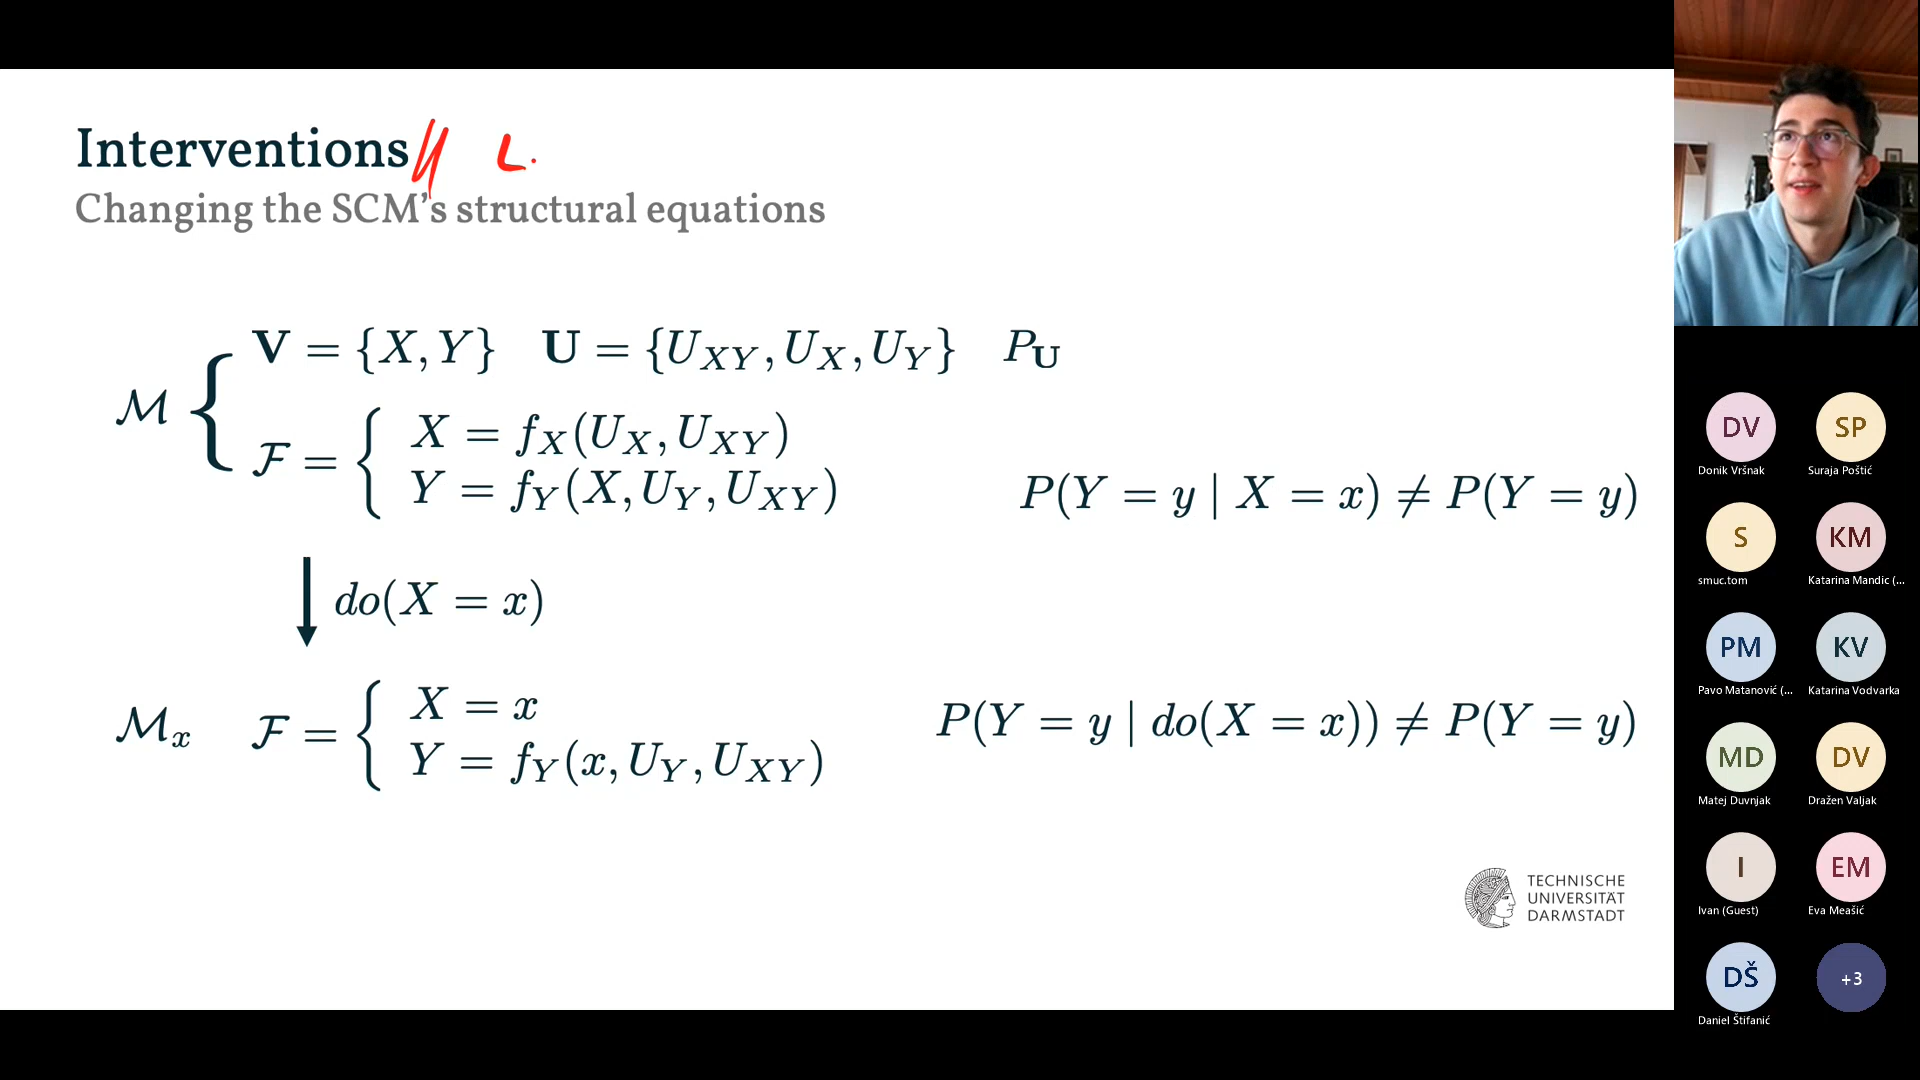 Interventions
Changing the SCM's structural equations
V = {X, Y} U = {U_XY, U_X, U_Y} P_U
M { F = { X = f_X(U_X, U_XY)
Y = f_Y(X, U_Y, U_XY)
P(Y = y | X = x) ≠ P(Y = y)
do(X = x)
M_x F = { X = x
Y = f_Y(x, U_Y, U_XY)
P(Y = y | do(X = x)) ≠ P(Y = y)
TECHNISCHE
UNIVERSITÄT
DARMSTADT
DV SP
Donik Vršnak Suraja Poštić
S KM
smuc.tom Katarina Mandic (...
PM KV
Pavo Matanović (... Katarina Vodvarka
MD DV
Matej Duvnjak Dražen Valjak
I EM
Ivan (Guest) Eva Meašić
DŠ +3
Daniel Štifanić